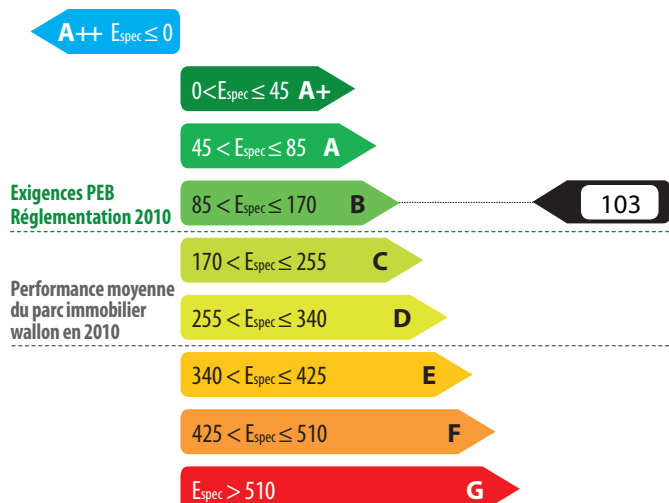 A++ Espec ≤ 0
0<Espec ≤ 45 A+
45 < Espec ≤ 85 A
Exigences PEB
Réglementation 2010
85 < Espec ≤ 170 B
103
170 < Espec ≤ 255 C
Performance moyenne
du parc immobilier
wallon en 2010
255 < Espec ≤ 340 D
340 < Espec ≤ 425 E
425 < Espec ≤ 510 F
Espec > 510 G